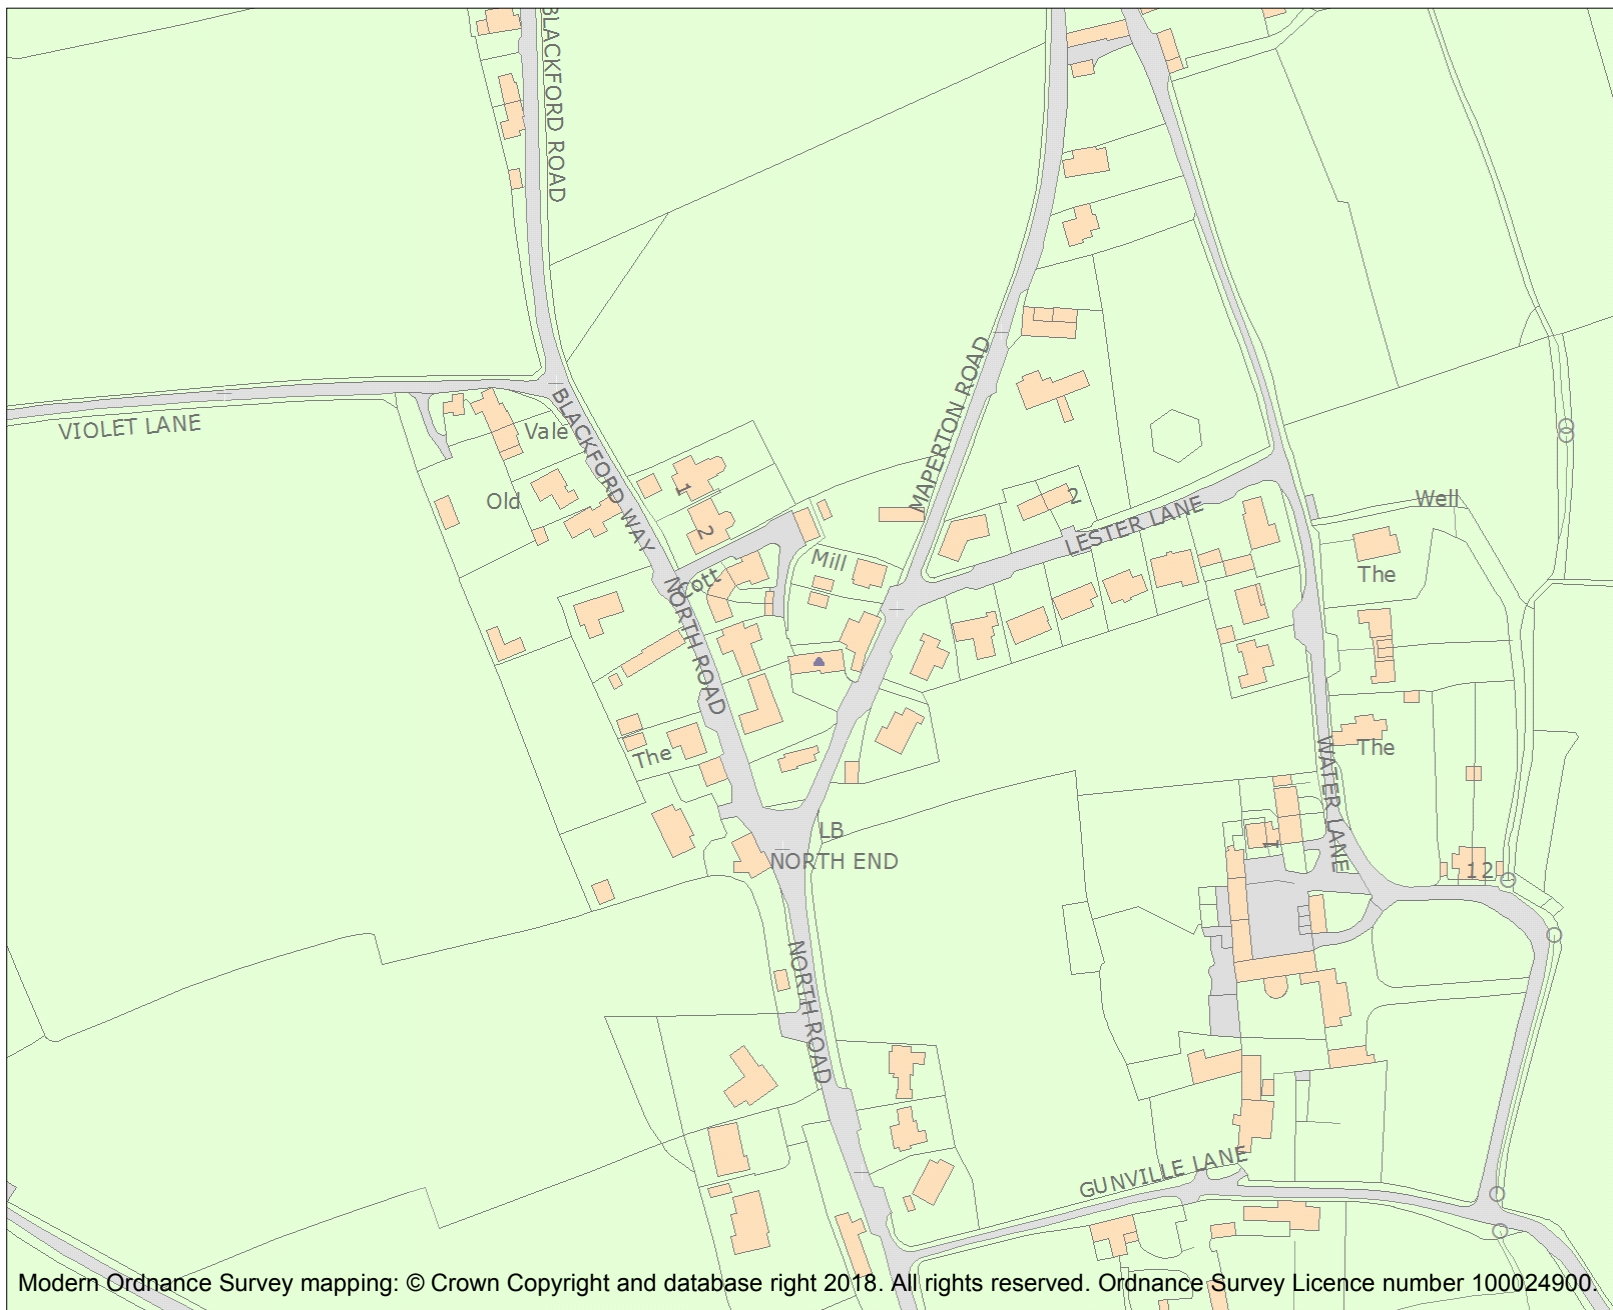 BLACKFORD ROAD
MAPERTON ROAD
VIOLET LANE
BLACKFORD WAY
Vale
Old
1
2
2
LESTER LANE
Well
Mill
The
Cott
NORTH ROAD
The
The
WATER LANE
LB
NORTH END
1
12
NORTH ROAD
GUNVILLE LANE
Modern Ordnance Survey mapping: © Crown Copyright and database right 2018. All rights reserved. Ordnance Survey Licence number 100024900.